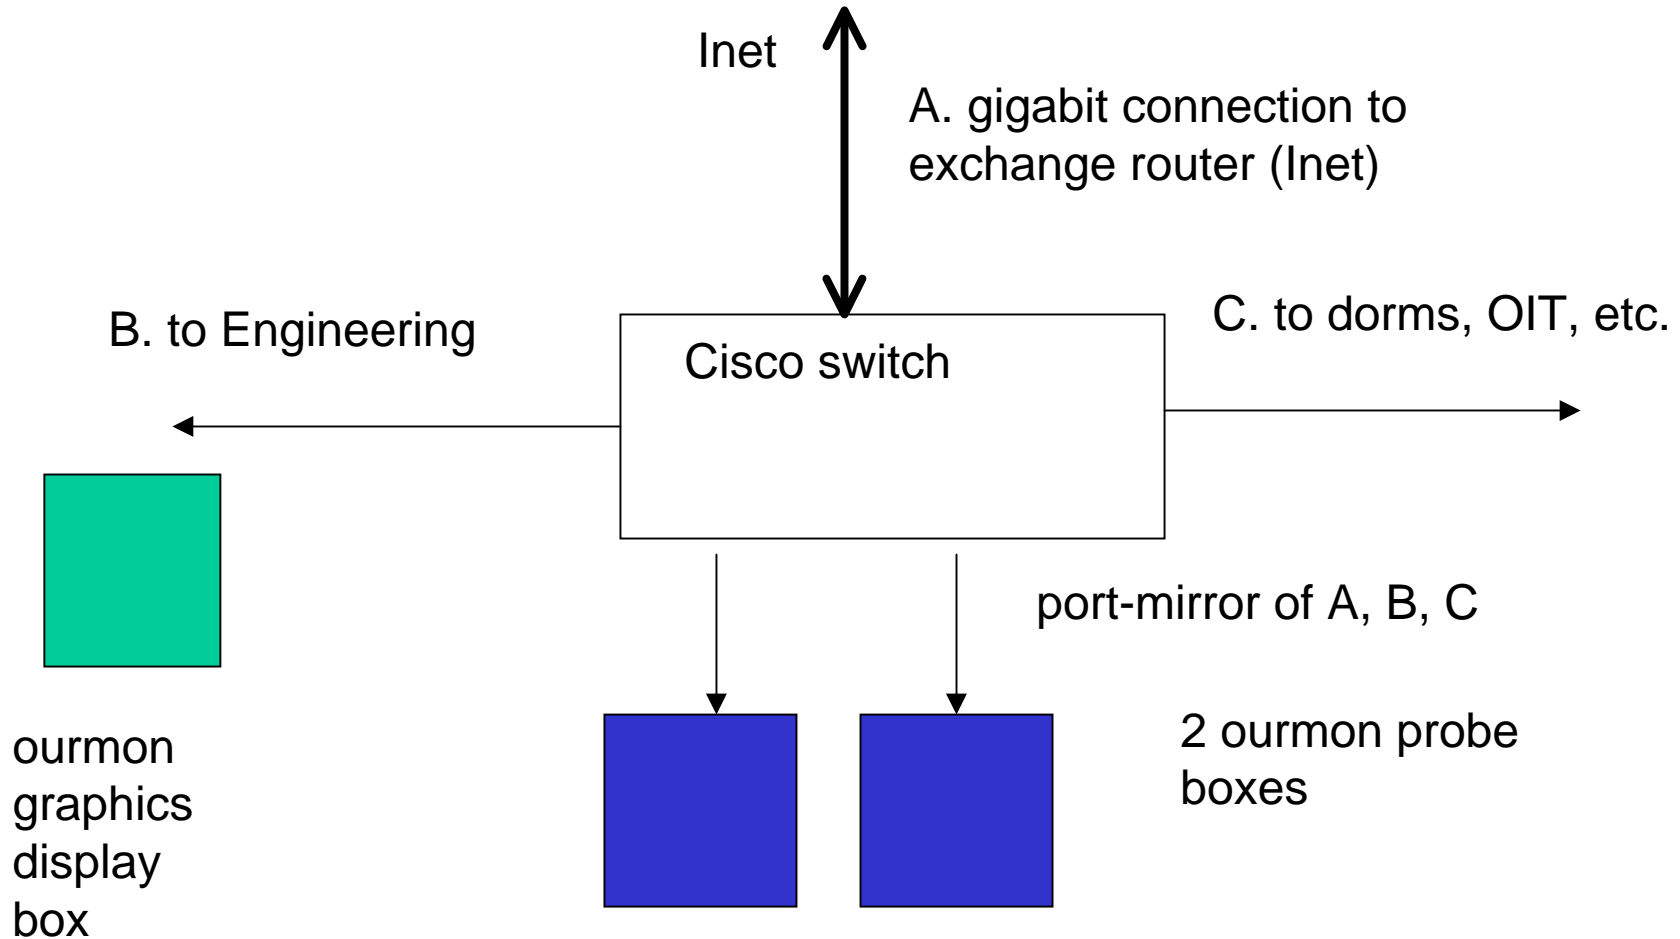 Inet
A. gigabit connection to
exchange router (Inet)
B. to Engineering
C. to dorms, OIT, etc.
Cisco switch
port-mirror of A, B, C
2 ourmon probe
boxes
ourmon
graphics
display
box